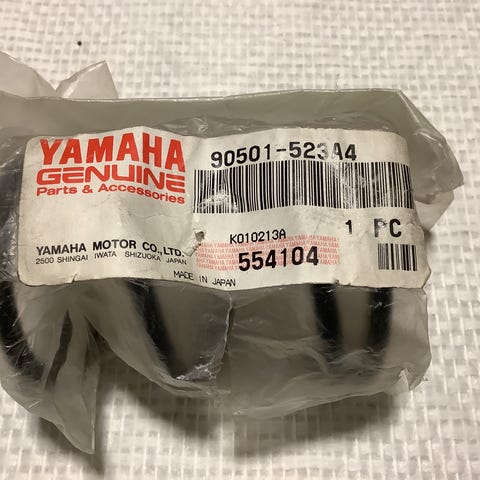 YAMAHA
GENUINE
Parts & Accessories
90501-523A4
K010213A
1 PC
YAMAHA MOTOR CO., LTD.
2500 SHINGAI IWATA SHIZUOKA JAPAN
554104
MADE IN JAPAN